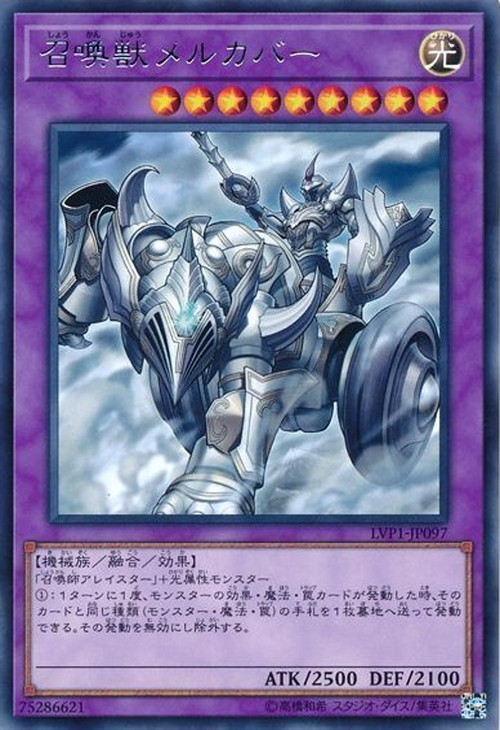 召喚獣メルカバー
光
LVP1-JP097
【機械族/融合/効果】
「召喚師アレイスター」+光属性モンスター
①:1ターンに1度、モンスターの効果・魔法・罠カードが発動した時、その
カードと同じ種類(モンスター・魔法・罠)の手札を1枚墓地へ送って発動
できる。その発動を無効にし除外する。
ATK/2500 DEF/2100
75286621
©高橋和希 スタジオ・ダイス/集英社